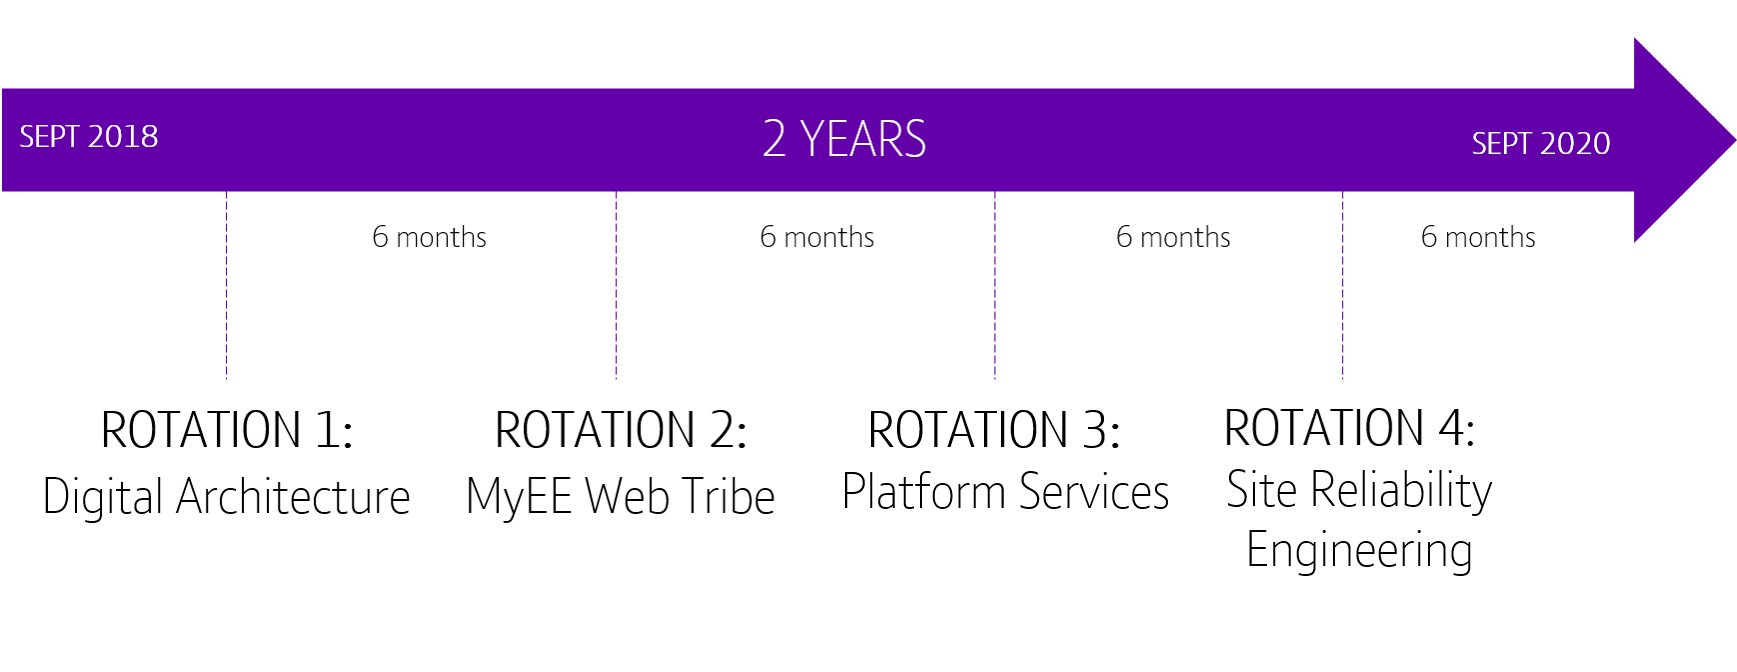 SEPT 2018
2 YEARS
SEPT 2020
6 months
6 months
6 months
6 months
ROTATION 1:
Digital Architecture
ROTATION 2:
MyEE Web Tribe
ROTATION 3:
Platform Services
ROTATION 4:
Site Reliability
Engineering